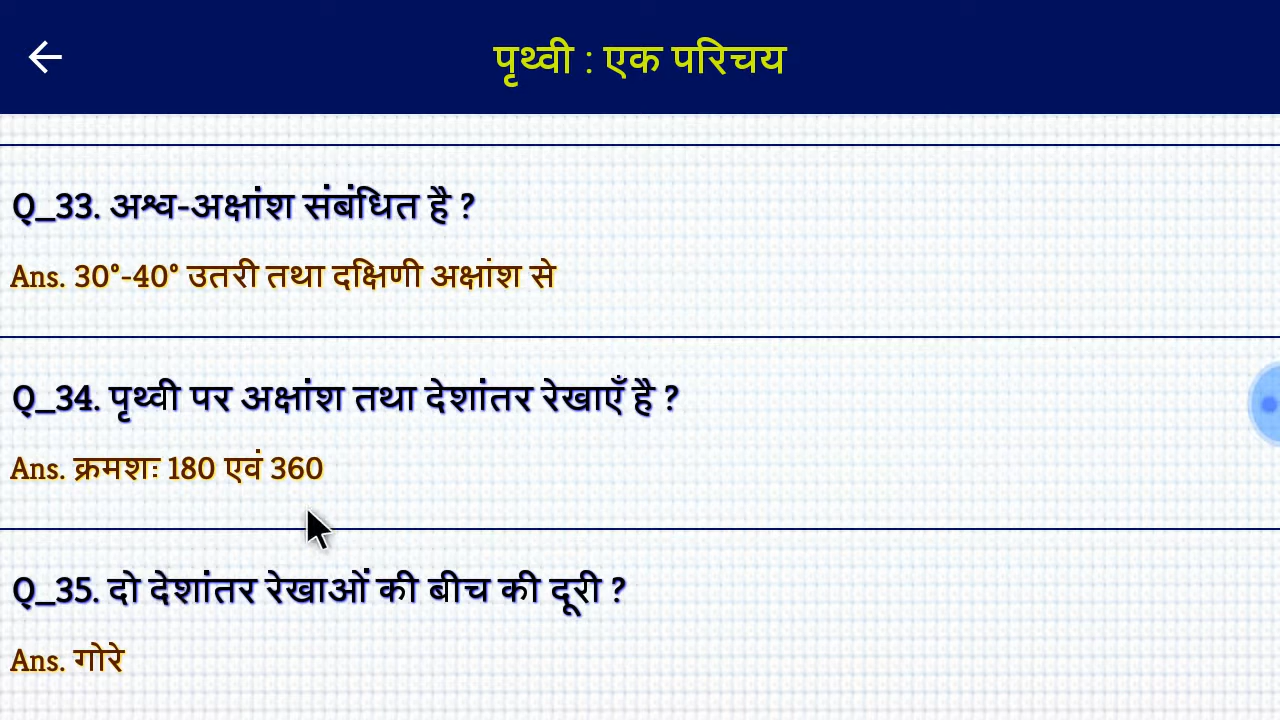 पृथ्वी : एक परिचय
Q_33. अश्व-अक्षांश संबंधित है ?
Ans. 30°-40° उतरी तथा दक्षिणी अक्षांश से
Q_34. पृथ्वी पर अक्षांश तथा देशांतर रेखाएँ है ?
Ans. क्रमशः 180 एवं 360
Q_35. दो देशांतर रेखाओं की बीच की दूरी ?
Ans. गोरे